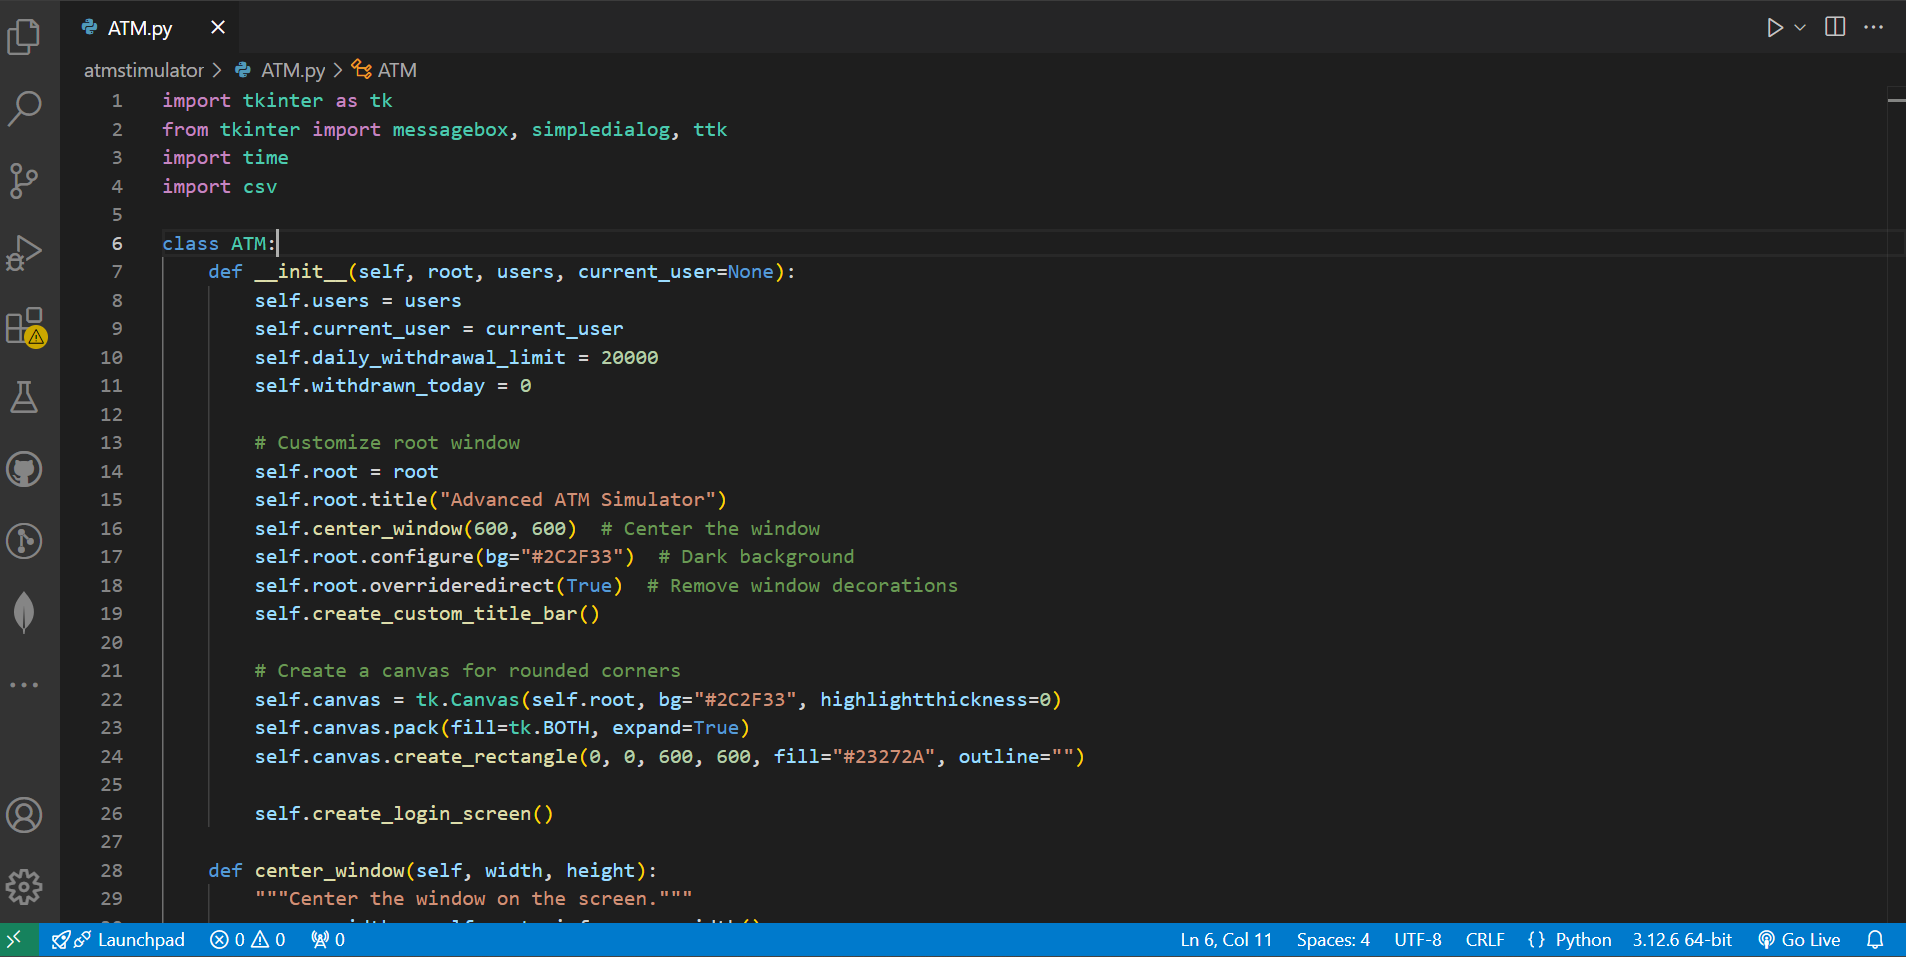 ATM.py
atmstimulator > ATM.py > ATM
1 import tkinter as tk
2 from tkinter import messagebox, simpledialog, ttk
3 import time
4 import csv
5
6 class ATM:
7     def __init__(self, root, users, current_user=None):
8         self.users = users
9         self.current_user = current_user
10         self.daily_withdrawal_limit = 20000
11         self.withdrawn_today = 0
12
13         # Customize root window
14         self.root = root
15         self.root.title("Advanced ATM Simulator")
16         self.center_window(600, 600)  # Center the window
17         self.root.configure(bg="#2C2F33")  # Dark background
18         self.root.overrideredirect(True)  # Remove window decorations
19         self.create_custom_title_bar()
20
21         # Create a canvas for rounded corners
22         self.canvas = tk.Canvas(self.root, bg="#2C2F33", highlightthickness=0)
23         self.canvas.pack(fill=tk.BOTH, expand=True)
24         self.canvas.create_rectangle(0, 0, 600, 600, fill="#23272A", outline="")
25
26         self.create_login_screen()
27
28     def center_window(self, width, height):
29         """Center the window on the screen."""
Launchpad 0 0 0 Ln 6, Col 11 Spaces: 4 UTF-8 CRLF {} Python 3.12.6 64-bit Go Live